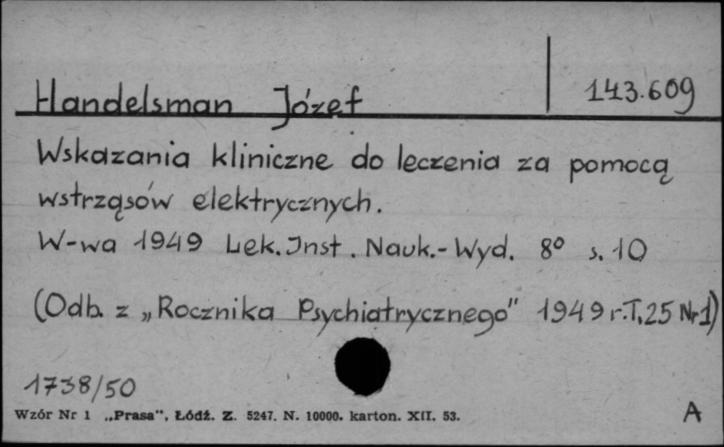 Handelsman Józef 143.609
Wskazania kliniczne do leczenia za pomocą
wstrząsów elektrycznych.
W-wa 1949 Lek. Inst. Nauk.-Wyd. 8° s. 10
(Odb. z „Rocznika Psychiatrycznego" 1949 r. T. 25 Nr 1)
1738/50
Wzór Nr 1 „Prasa", Łódź. Z. 5247. N. 10000. karton. XII. 53.
A